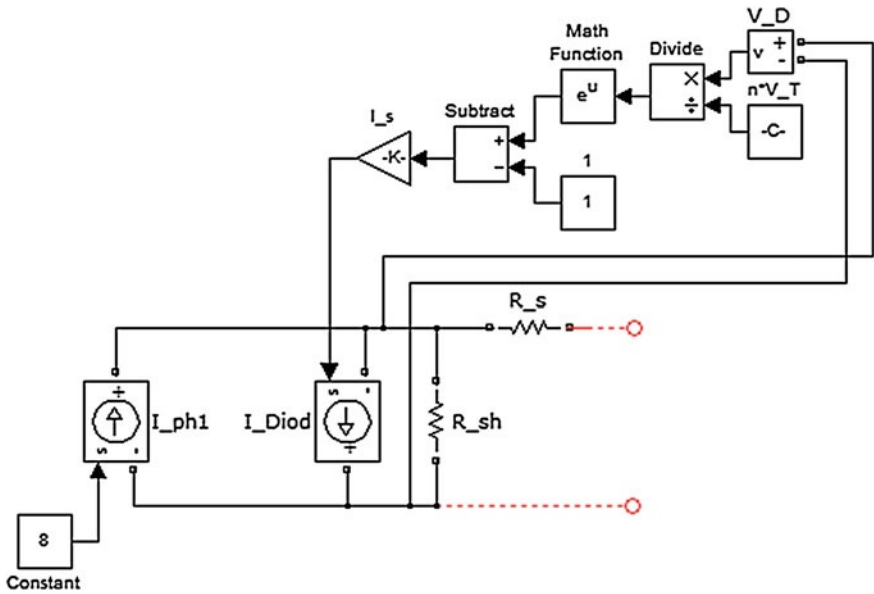 V_D
Math
Function
Divide
v
+
-
×
÷
e^u
n*V_T
-C-
Subtract
I_s
-K-
+
-
1
1
R_s
÷
s
-
I_ph1
I_Diod
s
-
÷
R_sh
8
Constant